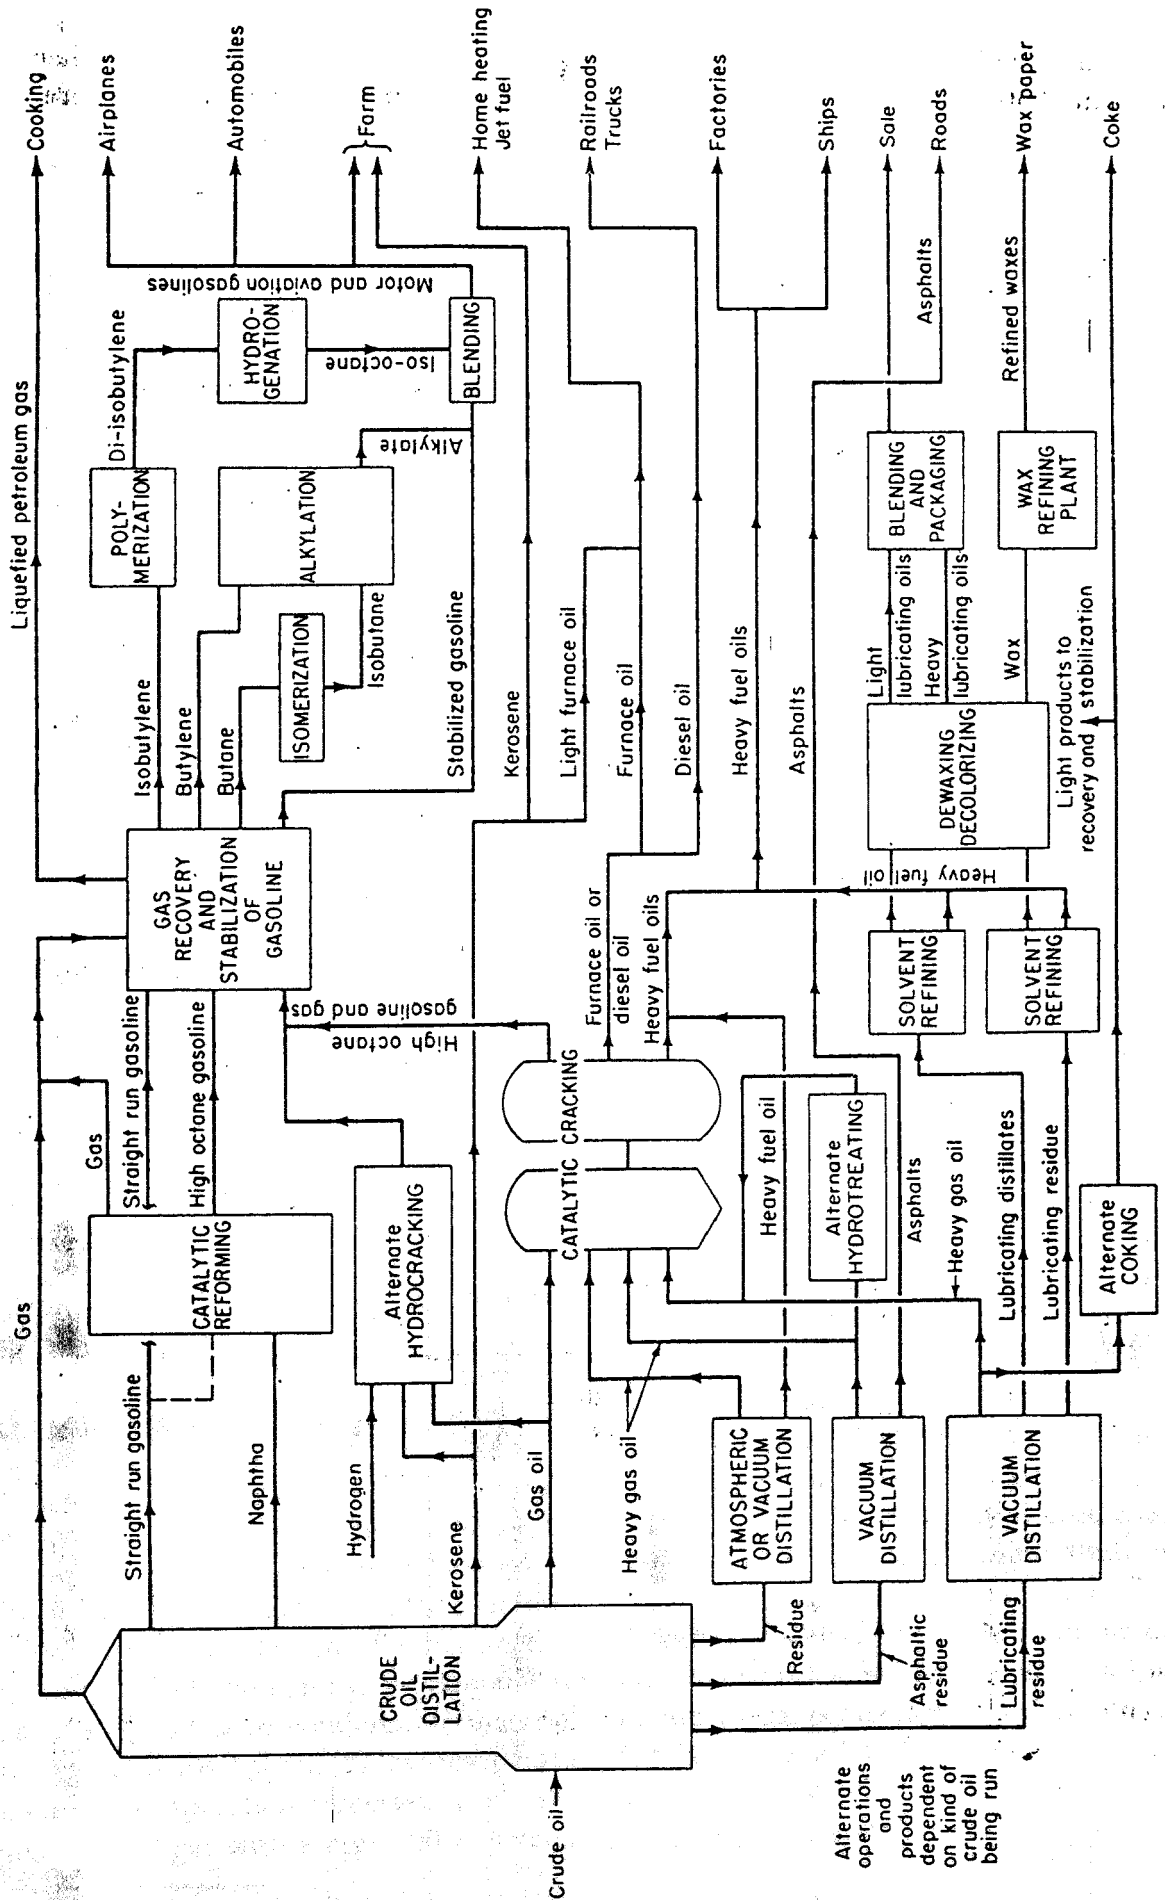 Crude oil
Alternate
operations
and
products
dependent
on kind of
crude oil
being run
CRUDE
OIL
DISTIL-
LATION
Gas
Straight run gasoline
Naphtha
Hydrogen
Kerosene
Gas oil
Heavy gas oil
Residue
Asphaltic
residue
Lubricating
residue
CATALYTIC
REFORMING
Alternate
HYDROCRACKING
ATMOSPHERIC
OR VACUUM
DISTILLATION
VACUUM
DISTILLATION
VACUUM
DISTILLATION
Gas
Straight run gasoline
High octane gasoline
CATALYTIC CRACKING
High octane
gasoline and gas
Heavy fuel oil
Alternate
HYDROTREATING
Asphalts
Heavy gas oil
Lubricating distillates
Lubricating residue
Alternate
COKING
GAS
RECOVERY
AND
STABILIZATION
OF
GASOLINE
Furnace oil or
diesel oil
Heavy fuel oils
SOLVENT
REFINING
SOLVENT
REFINING
Heavy fuel oil
Liquefied petroleum gas
Isobutylene
Butylene
Butane
ISOMERIZATION
Isobutane
Stabilized gasoline
Kerosene
Light furnace oil
Furnace oil
Diesel oil
Heavy fuel oils
Asphalts
DEWAXING
DECOLORIZING
Light
lubricating oils
Heavy
lubricating oils
Wax
Light products to
recovery and stabilization
POLY-
MERIZATION
ALKYLATION
Alkylate
Di-isobutylene
HYDRO-
GENATION
Iso-octane
BLENDING
Motor and aviation gasolines
BLENDING
AND
PACKAGING
WAX
REFINING
PLANT
Asphalts
Refined waxes
Cooking
Airplanes
Automobiles
Farm
Home heating
Jet fuel
Railroads
Trucks
Factories
Ships
Sale
Roads
Wax paper
Coke